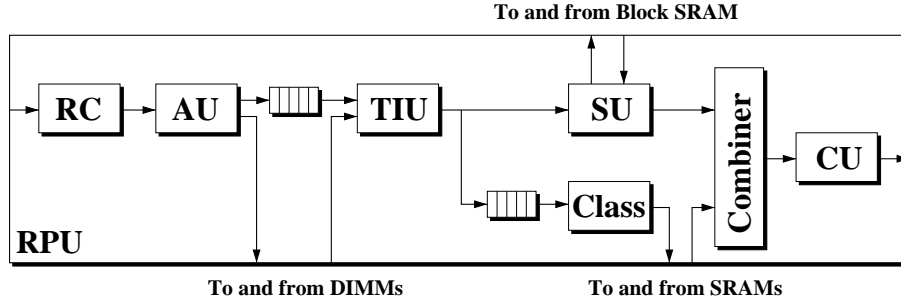 To and from Block SRAM
RC
AU
TIU
SU
Combiner
CU
Class
RPU
To and from DIMMs
To and from SRAMs